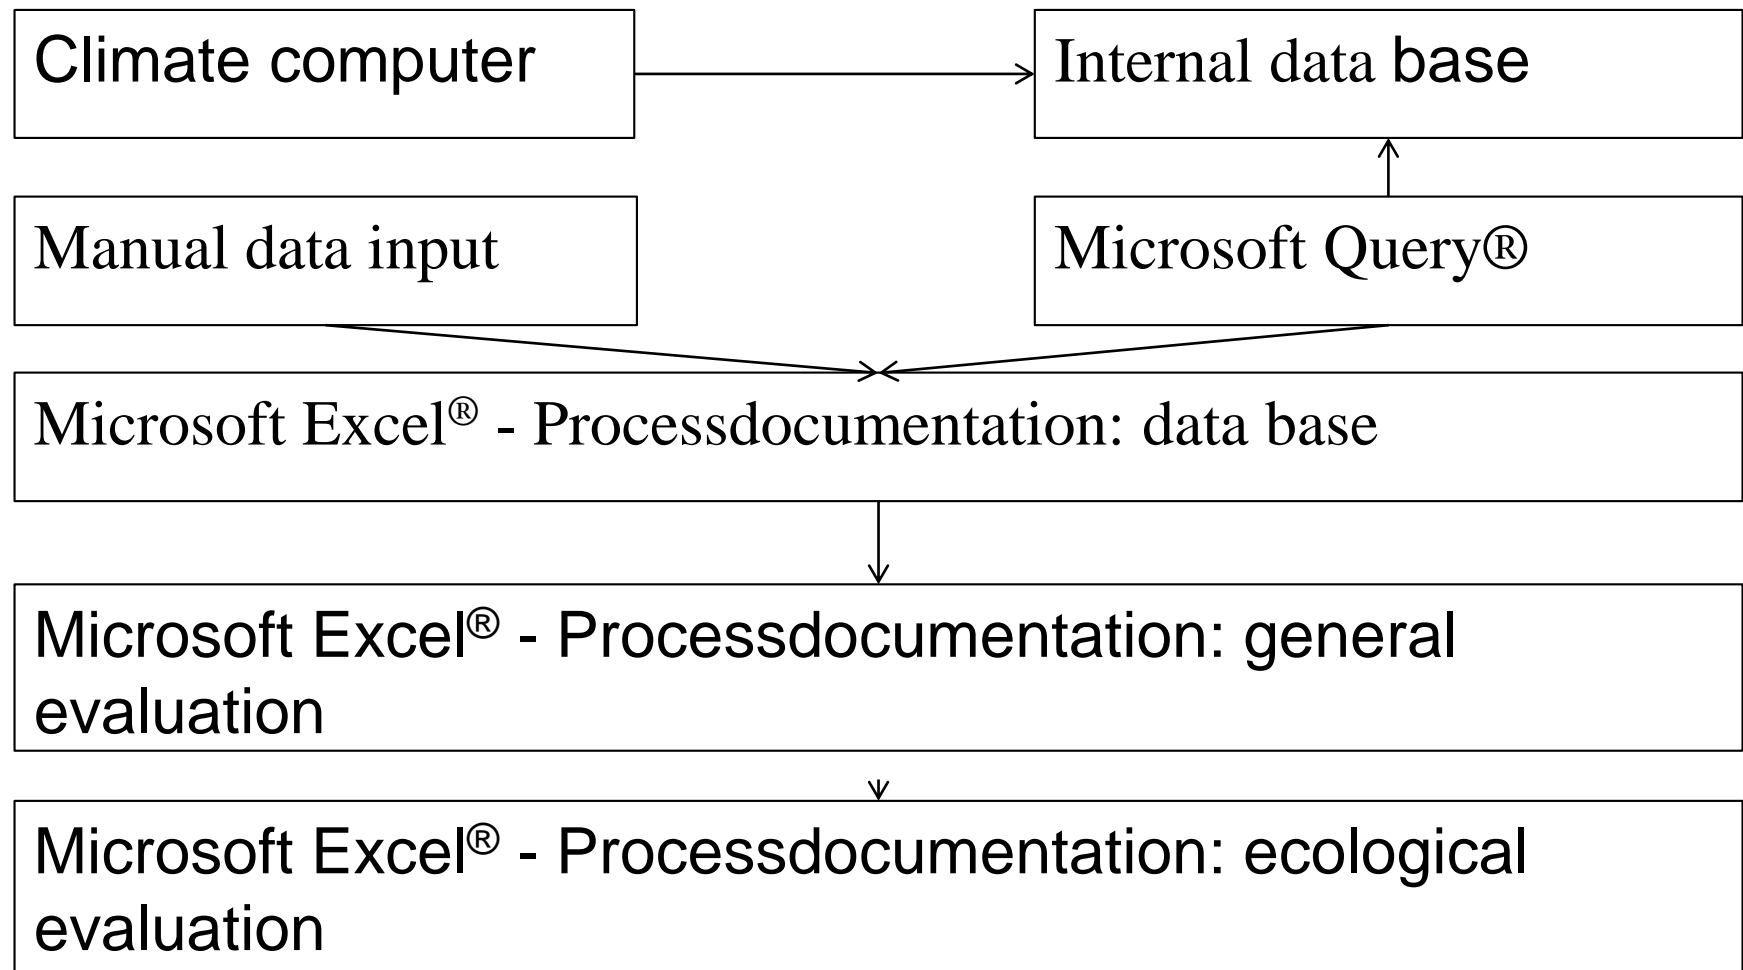 Climate computer
Internal data base
Manual data input
Microsoft Query®
Microsoft Excel® - Processdocumentation: data base
Microsoft Excel® - Processdocumentation: general
evaluation
Microsoft Excel® - Processdocumentation: ecological
evaluation